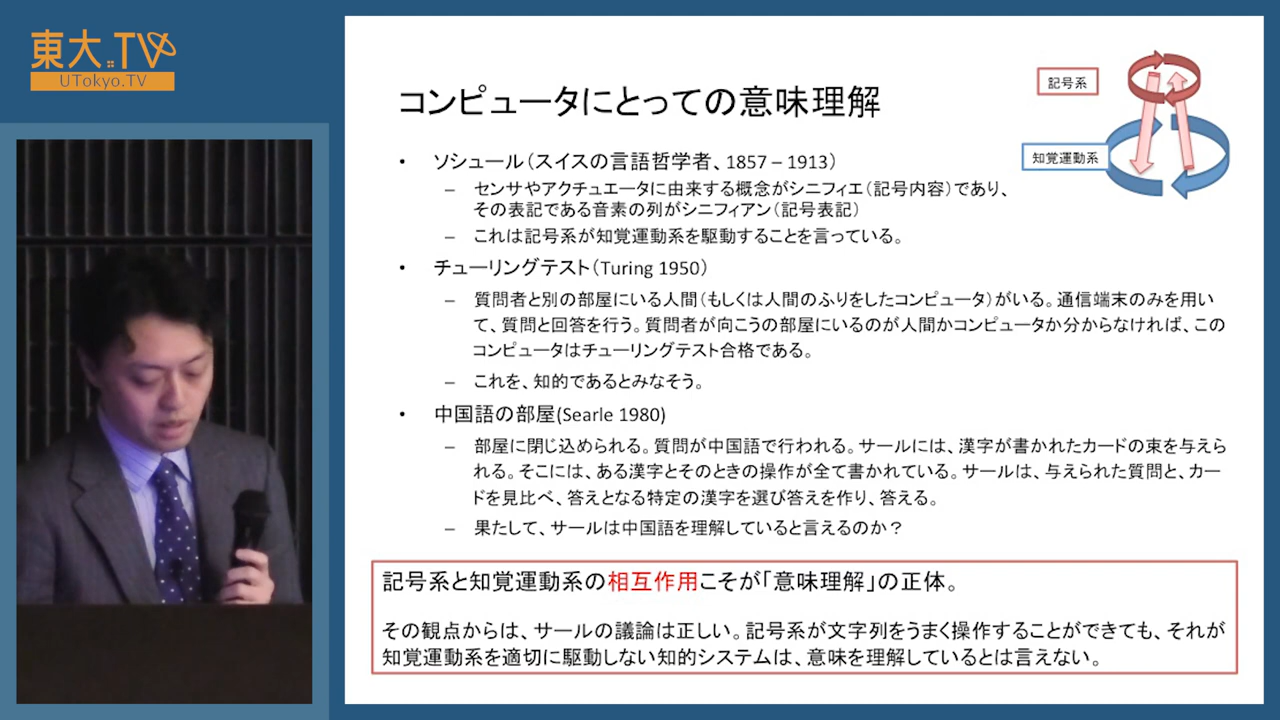 東大TV
UTokyo.TV
記号系
知覚運動系
コンピュータにとっての意味理解
• ソシュール（スイスの言語哲学者、1857 – 1913）
– センサやアクチュエータに由来する概念がシニフィエ（記号内容）であり、
その表記である音素の列がシニフィアン（記号表記）
– これは記号系が知覚運動系を駆動することを言っている。
• チューリングテスト（Turing 1950）
– 質問者と別の部屋にいる人間（もしくは人間のふりをしたコンピュータ）がいる。通信端末のみを用い
て、質問と回答を行う。質問者が向こうの部屋にいるのが人間かコンピュータか分からなければ、この
コンピュータはチューリングテスト合格である。
– これを、知的であるとみなそう。
• 中国語の部屋(Searle 1980)
– 部屋に閉じ込められる。質問が中国語で行われる。サールには、漢字が書かれたカードの束を与えら
れる。そこには、ある漢字とそのときの操作が全て書かれている。サールは、与えられた質問と、カー
ドを見比べ、答えとなる特定の漢字を選び答えを作り、答える。
– 果たして、サールは中国語を理解していると言えるのか？
記号系と知覚運動系の相互作用こそが「意味理解」の正体。
その観点からは、サールの議論は正しい。記号系が文字列をうまく操作することができても、それが
知覚運動系を適切に駆動しない知的システムは、意味を理解しているとは言えない。